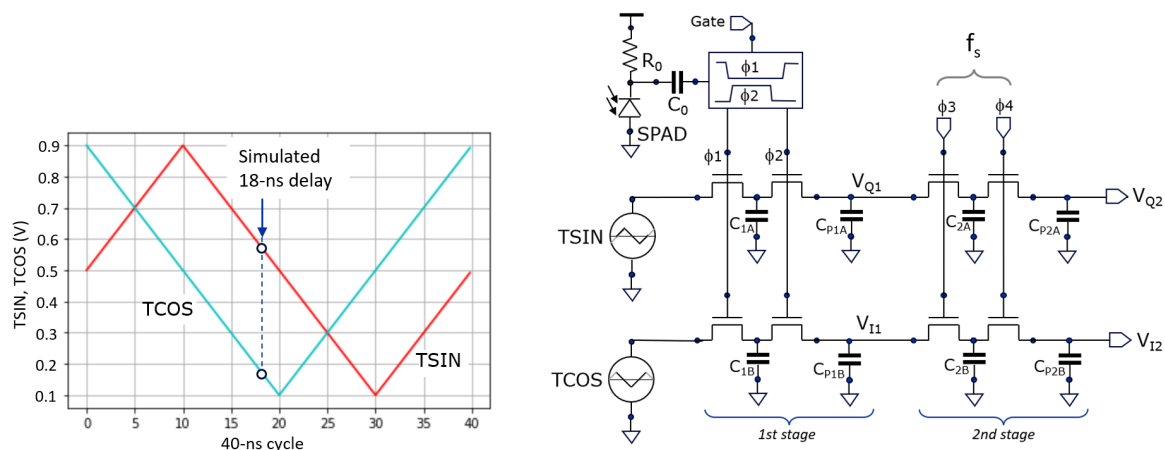 TSIN, TCOS (V)
0.9
0.8
0.7
0.6
0.5
0.4
0.3
0.2
0.1
0 5 10 15 20 25 30 35 40
40-ns cycle
Simulated
18-ns delay
TCOS
TSIN
Gate
R0
C0
SPAD
ϕ1
ϕ2
fs
ϕ3 ϕ4
ϕ1 ϕ2
TSIN
C1A
CP1A
VQ1
C2A
CP2A
VQ2
TCOS
C1B
CP1B
VI1
C2B
CP2B
VI2
1st stage
2nd stage